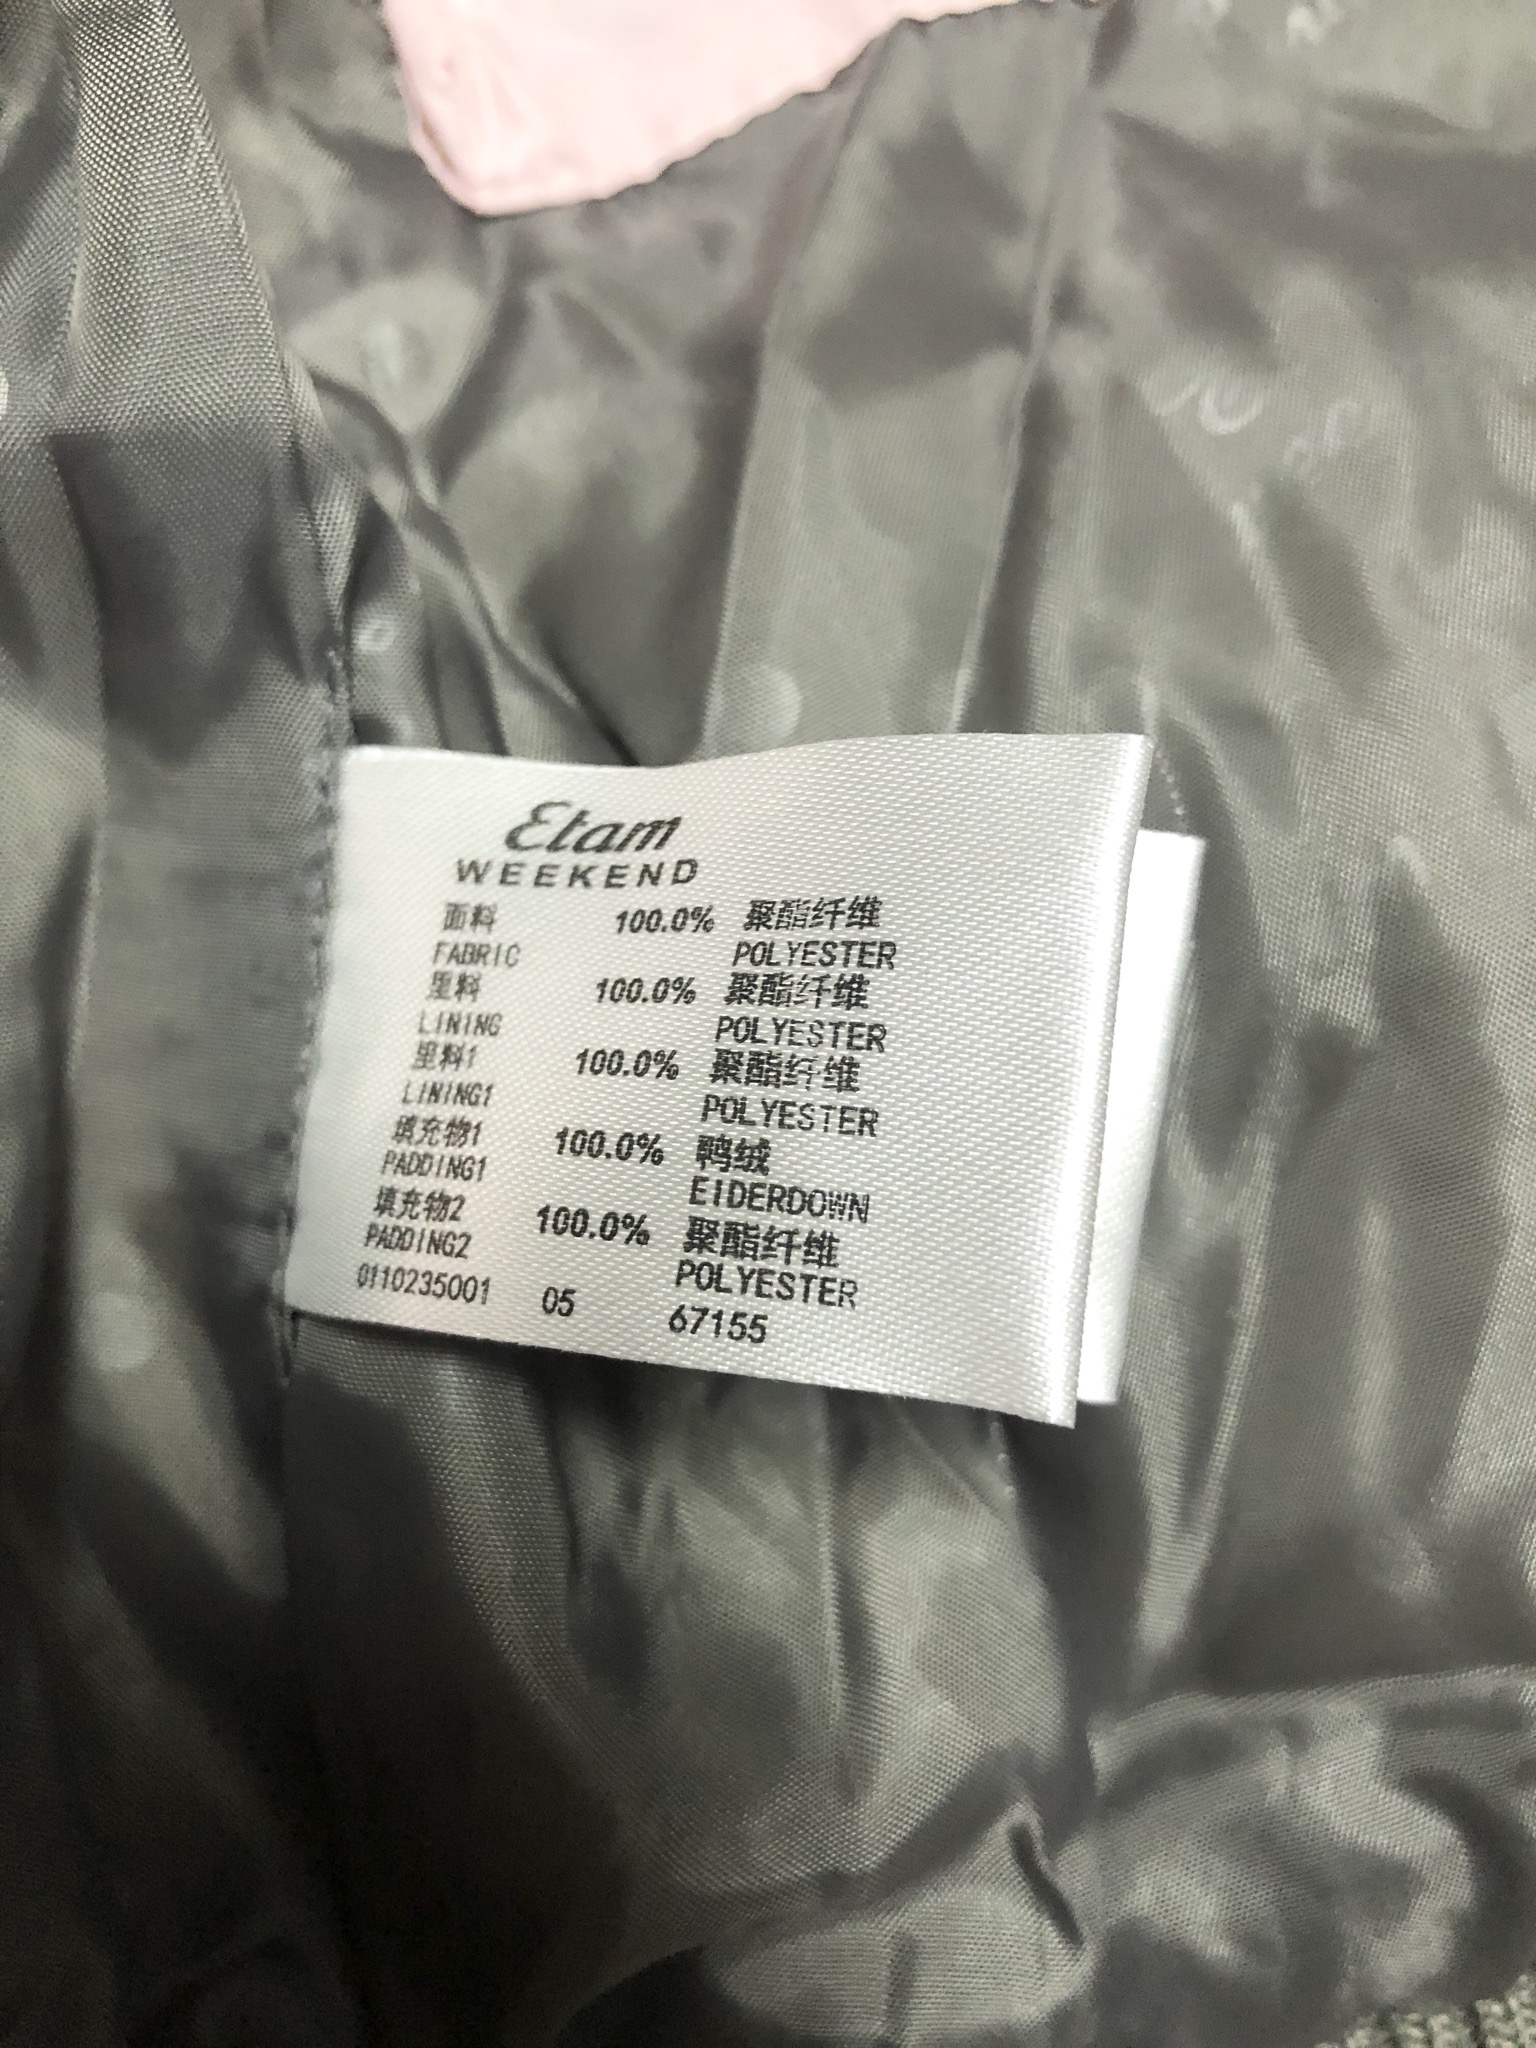 Etam
WEEKEND
面料 100.0% 聚酯纤维
FABRIC POLYESTER
里料 100.0% 聚酯纤维
LINING POLYESTER
里料1 100.0% 聚酯纤维
LINING1 POLYESTER
填充物1 100.0% 鸭绒
PADDING1 EIDERDOWN
填充物2 100.0% 聚酯纤维
PADDING2 POLYESTER
0110235001 05 67155